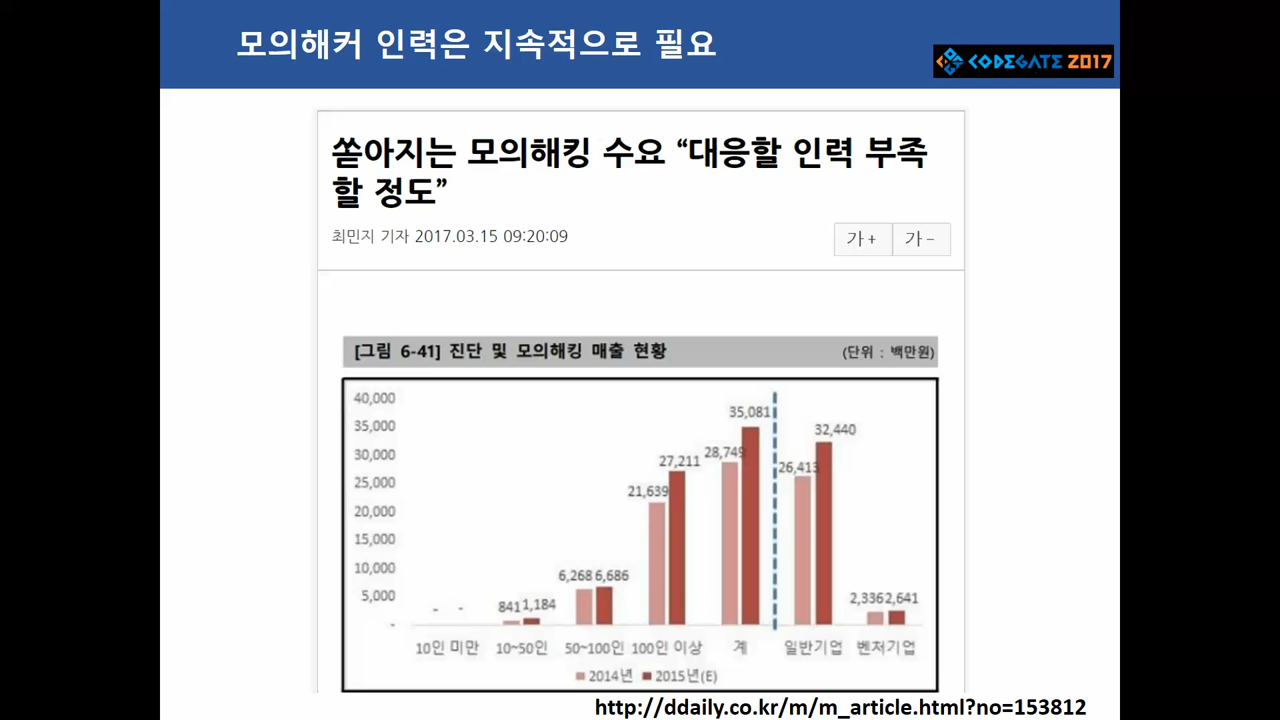 모의해커 인력은 지속적으로 필요
CODEGATE 2017
쏟아지는 모의해킹 수요 “대응할 인력 부족
할 정도”
최민지 기자 2017.03.15 09:20:09
가 + 가 -
[그림 6-41] 진단 및 모의해킹 매출 현황 (단위 : 백만원)
40,000
35,000
30,000
25,000
20,000
15,000
10,000
5,000
-
- -
841 1,184
6,268 6,686
21,639 27,211
28,749 35,081
26,413 32,440
2,336 2,641
10인 미만 10~50인 50~100인 100인 이상 계 일반기업 벤처기업
2014년 2015년(E)
http://ddaily.co.kr/m/m_article.html?no=153812